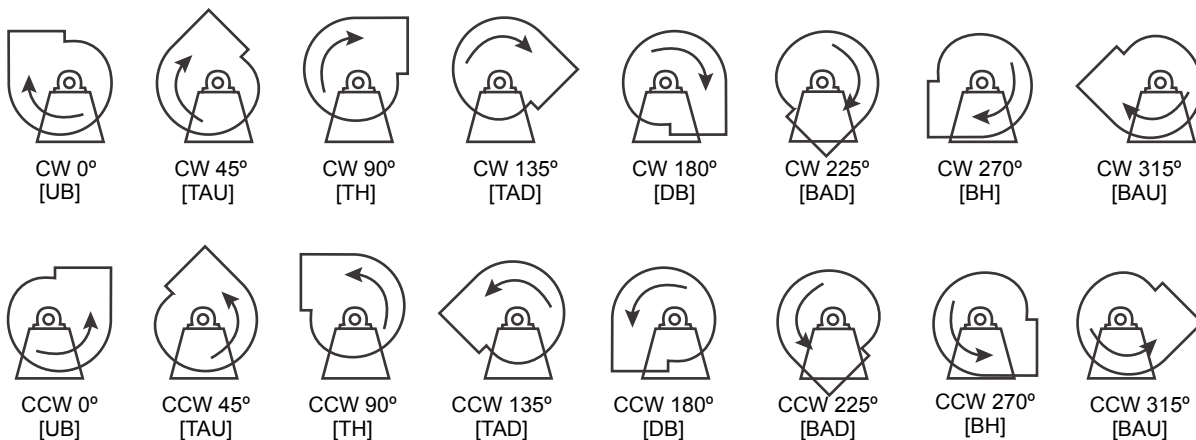 CW 0º CW 45º CW 90º CW 135º CW 180º CW 225º CW 270º CW 315º
[UB] [TAU] [TH] [TAD] [DB] [BAD] [BH] [BAU]
CCW 0º CCW 45º CCW 90º CCW 135º CCW 180º CCW 225º CCW 270º CCW 315º
[UB] [TAU] [TH] [TAD] [DB] [BAD] [BH] [BAU]